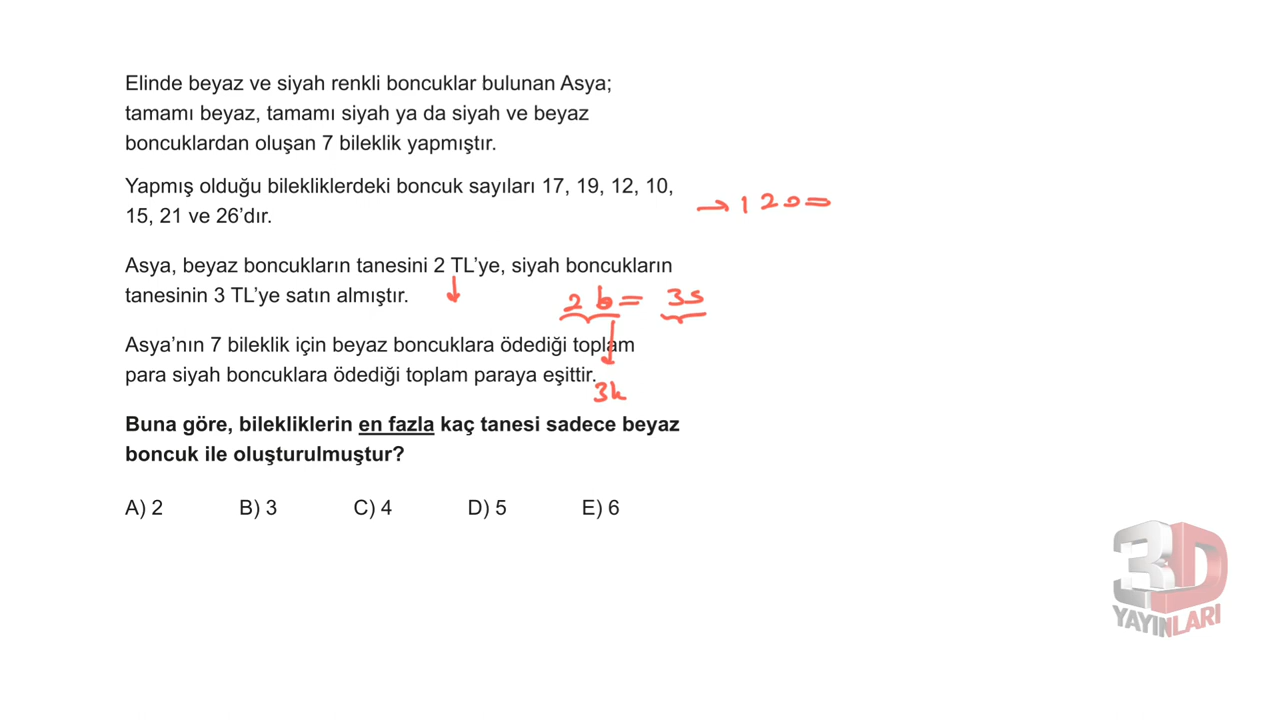 Elinde beyaz ve siyah renkli boncuklar bulunan Asya;
tamamı beyaz, tamamı siyah ya da siyah ve beyaz
boncuklardan oluşan 7 bileklik yapmıştır.
Yapmış olduğu bilekliklerdeki boncuk sayıları 17, 19, 12, 10,
15, 21 ve 26’dır.
→ 120
Asya, beyaz boncukların tanesini 2 TL’ye, siyah boncukların
tanesinin 3 TL’ye satın almıştır.
2b = 3s
Asya’nın 7 bileklik için beyaz boncuklara ödediği toplam
para siyah boncuklara ödediği toplam paraya eşittir.
3k
Buna göre, bilekliklerin en fazla kaç tanesi sadece beyaz
boncuk ile oluşturulmuştur?
A) 2 B) 3 C) 4 D) 5 E) 6
3D
YAYINLARI